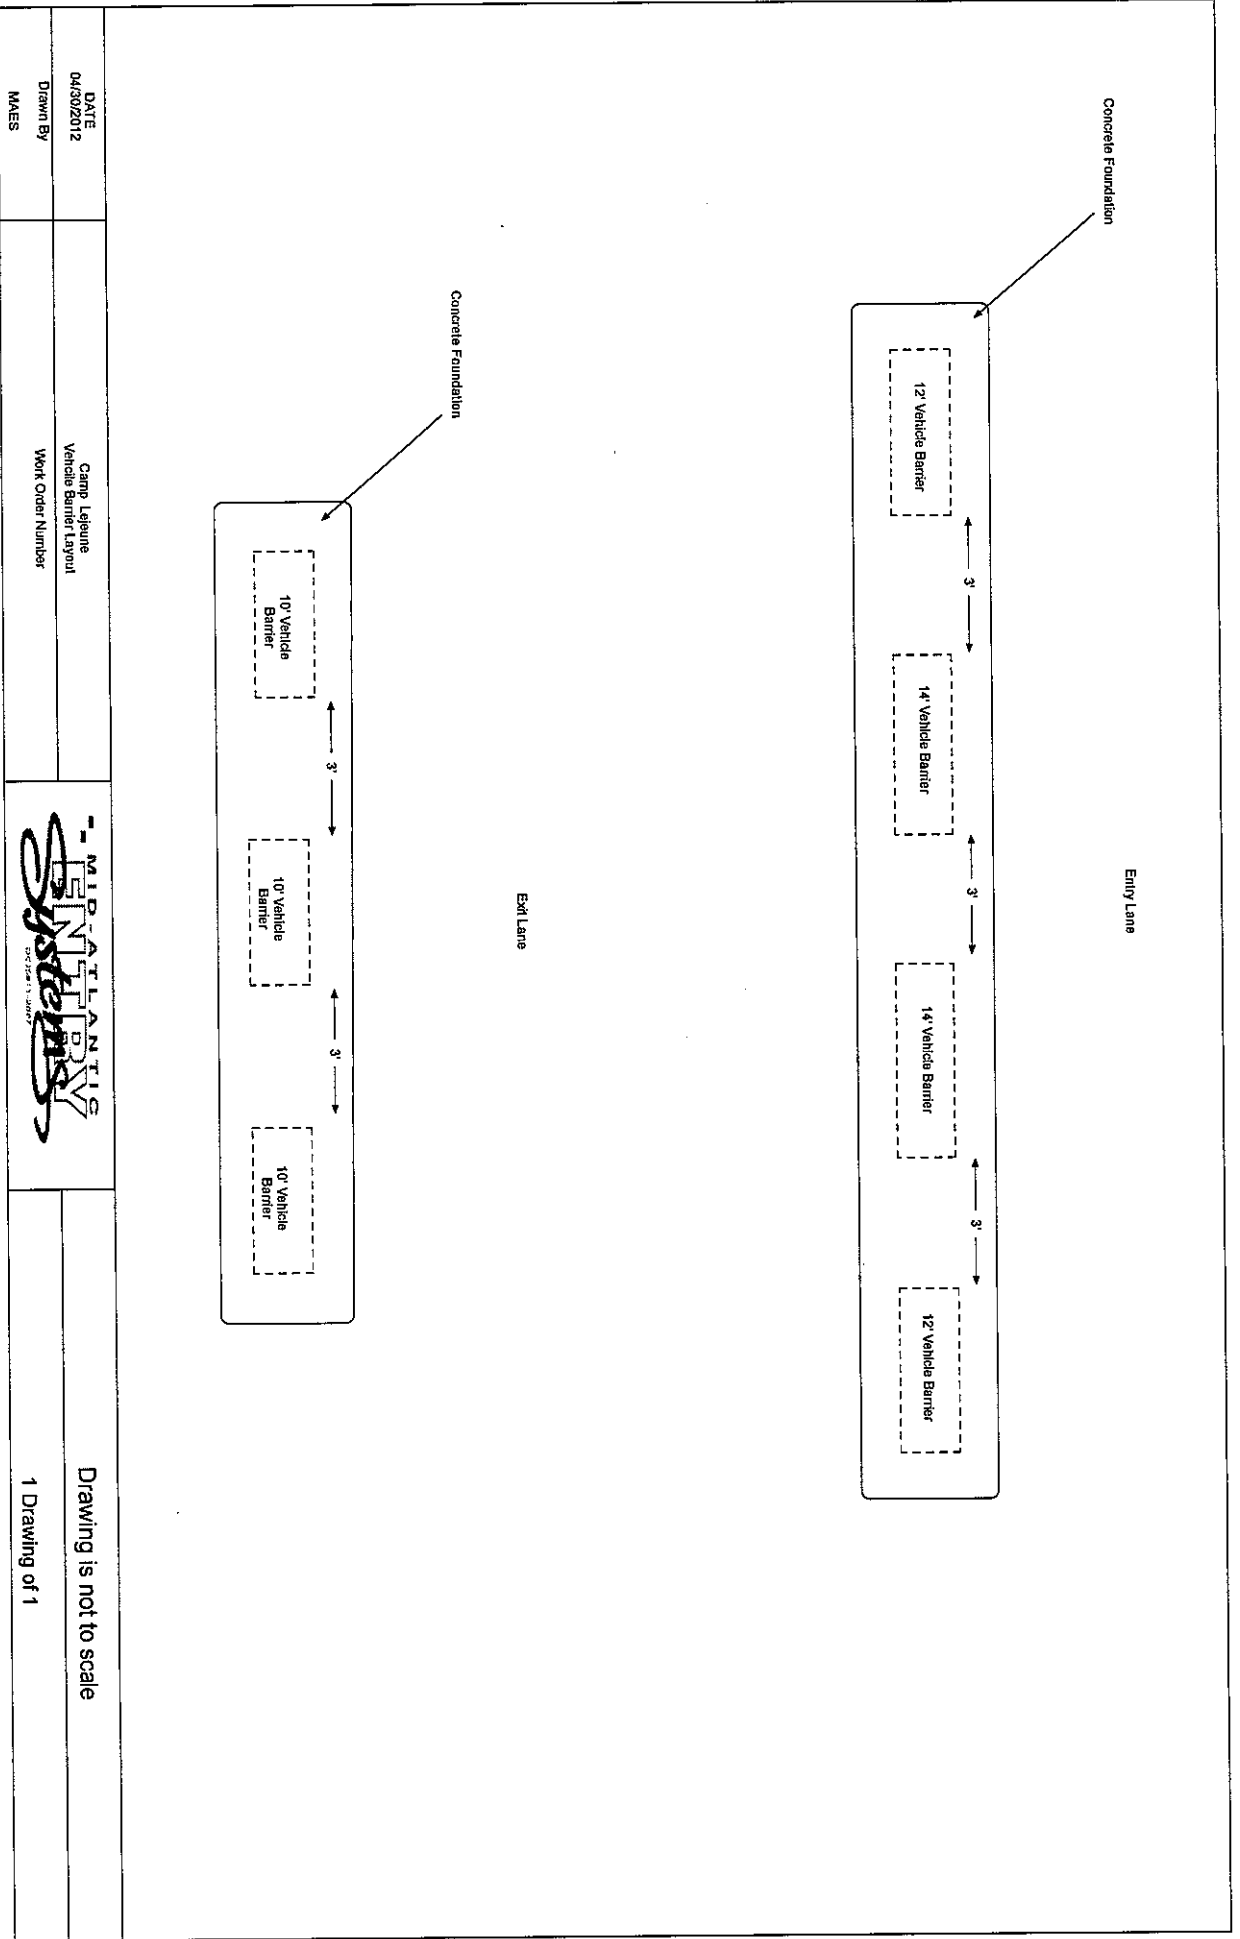 Entry Lane
Concrete Foundation
12' Vehicle Barrier
3'
14' Vehicle Barrier
3'
14' Vehicle Barrier
3'
12' Vehicle Barrier
Exit Lane
Concrete Foundation
10' Vehicle
Barrier
3'
10' Vehicle
Barrier
3'
10' Vehicle
Barrier
DATE
04/30/2012
Drawn By
MAES
Camp Lejeune
Vehcile Barrier Layout
Work Order Number
MID-ATLANTIC
ENTRY
Systems
Drawing is not to scale
1 Drawing of 1